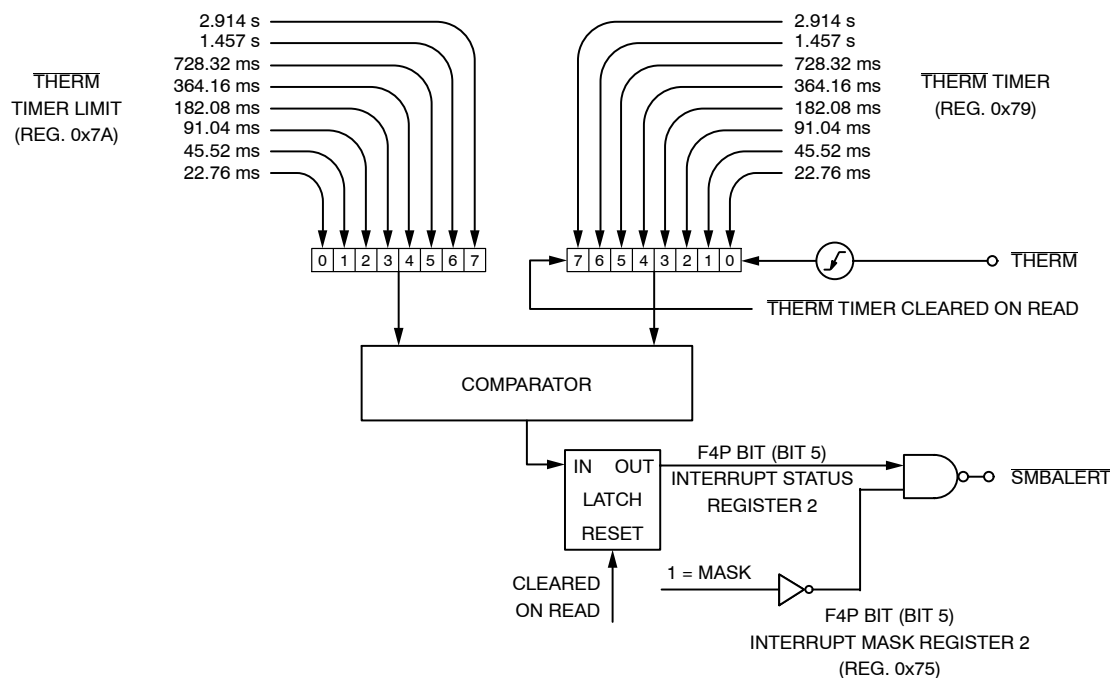 2.914 s
1.457 s
728.32 ms
364.16 ms
182.08 ms
91.04 ms
45.52 ms
22.76 ms
THERM
TIMER LIMIT
(REG. 0x7A)
2.914 s
1.457 s
728.32 ms
364.16 ms
182.08 ms
91.04 ms
45.52 ms
22.76 ms
THERM TIMER
(REG. 0x79)
0 1 2 3 4 5 6 7
7 6 5 4 3 2 1 0
THERM
THERM TIMER CLEARED ON READ
COMPARATOR
IN OUT
LATCH
RESET
F4P BIT (BIT 5)
INTERRUPT STATUS
REGISTER 2
SMBALERT
CLEARED
ON READ
1 = MASK
F4P BIT (BIT 5)
INTERRUPT MASK REGISTER 2
(REG. 0x75)